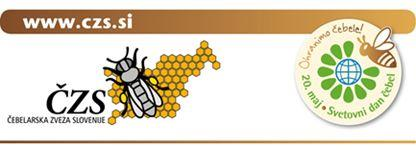 www.czs.si
ČZS
ČEBELARSKA ZVEZA SLOVENIJE
Ohranimo čebele!
20. maj • Svetovni dan čebel